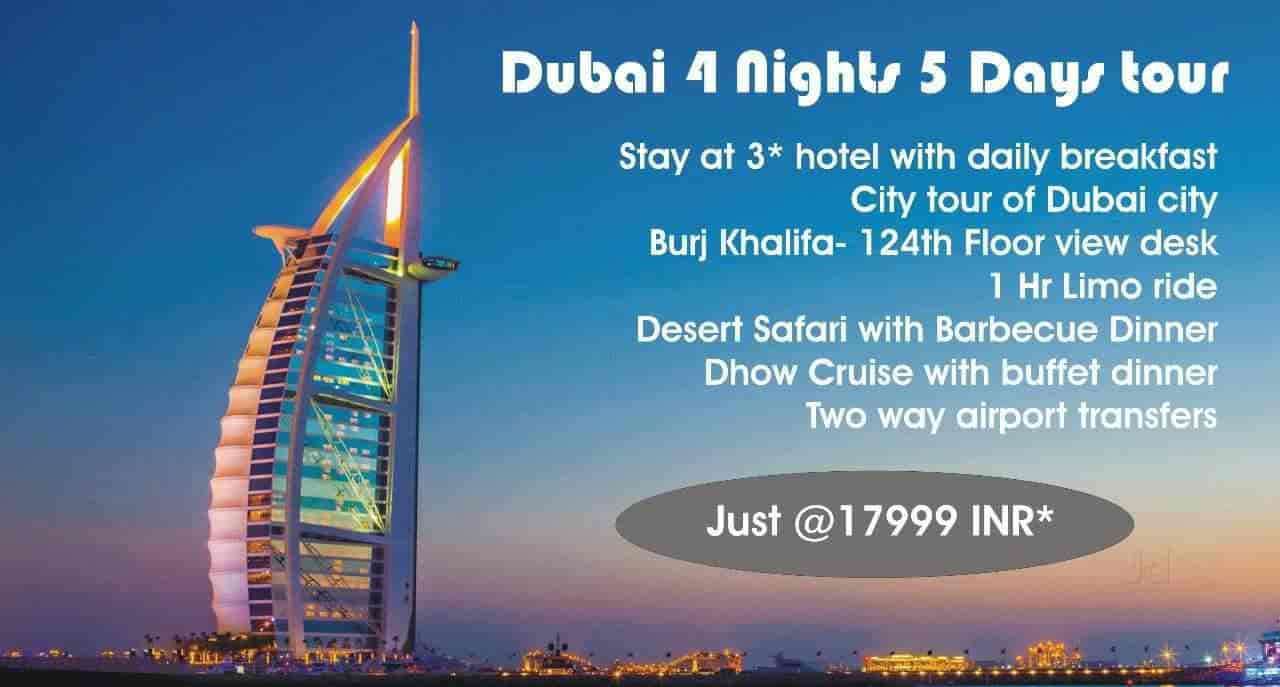 Dubai 4 Nights 5 Days tour
Stay at 3* hotel with daily breakfast
City tour of Dubai city
Burj Khalifa- 124th Floor view desk
1 Hr Limo ride
Desert Safari with Barbecue Dinner
Dhow Cruise with buffet dinner
Two way airport transfers
Just @17999 INR*